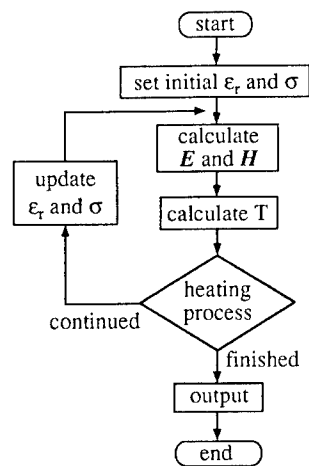 start
set initial εr and σ
calculate
E and H
update
εr and σ
calculate T
heating
process
continued
finished
output
end